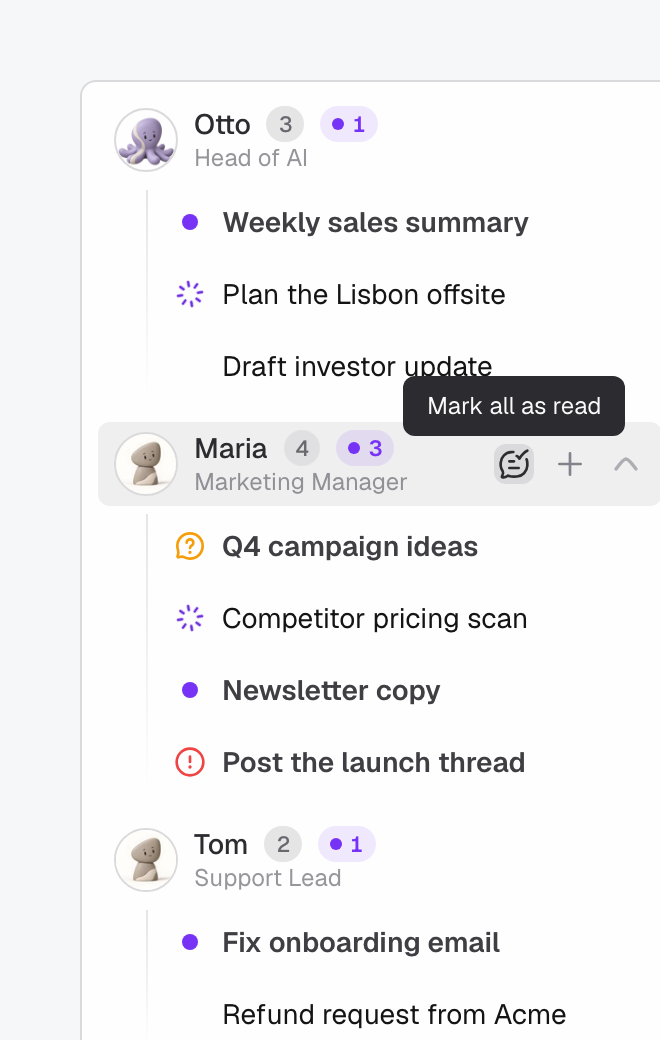 Otto 3 1
Head of AI
Weekly sales summary
Plan the Lisbon offsite
Draft investor update
Mark all as read
Maria 4 3
Marketing Manager
Q4 campaign ideas
Competitor pricing scan
Newsletter copy
Post the launch thread
Tom 2 1
Support Lead
Fix onboarding email
Refund request from Acme